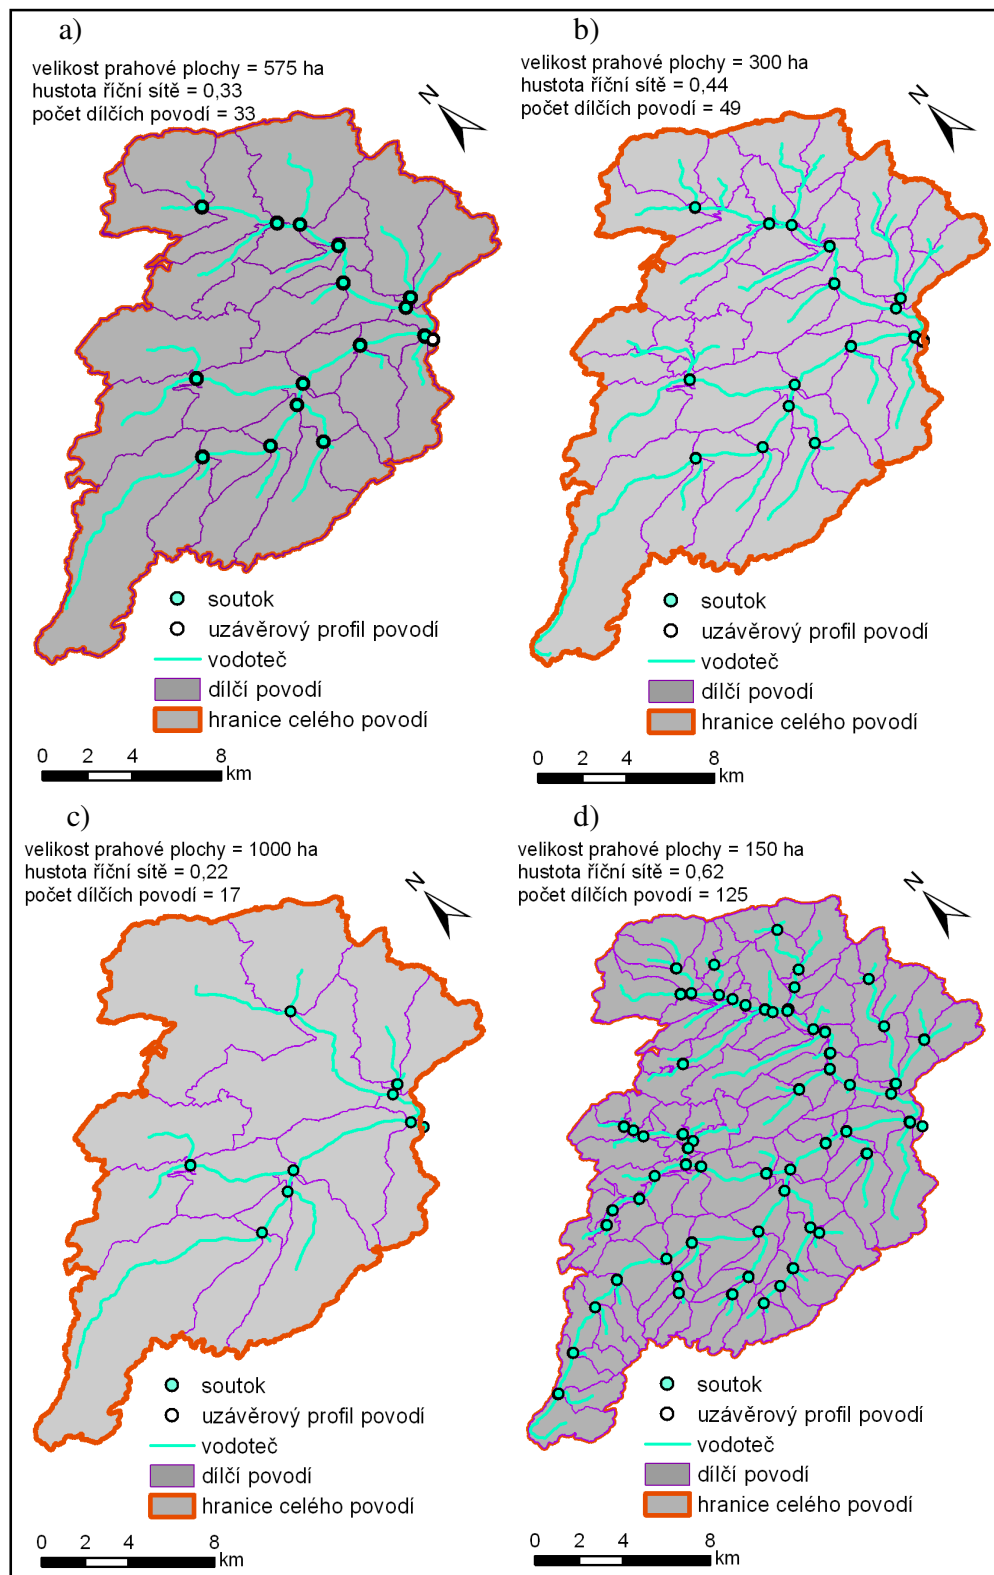 a)
velikost prahové plochy = 575 ha
hustota říční sítě = 0,33
počet dílčích povodí = 33
N
soutok
uzávěrový profil povodí
vodoteč
dílčí povodí
hranice celého povodí
0 2 4 8
km
b)
velikost prahové plochy = 300 ha
hustota říční sítě = 0,44
počet dílčích povodí = 49
N
soutok
uzávěrový profil povodí
vodoteč
dílčí povodí
hranice celého povodí
0 2 4 8
km
c)
velikost prahové plochy = 1000 ha
hustota říční sítě = 0,22
počet dílčích povodí = 17
N
soutok
uzávěrový profil povodí
vodoteč
dílčí povodí
hranice celého povodí
0 2 4 8
km
d)
velikost prahové plochy = 150 ha
hustota říční sítě = 0,62
počet dílčích povodí = 125
N
soutok
uzávěrový profil povodí
vodoteč
dílčí povodí
hranice celého povodí
0 2 4 8
km